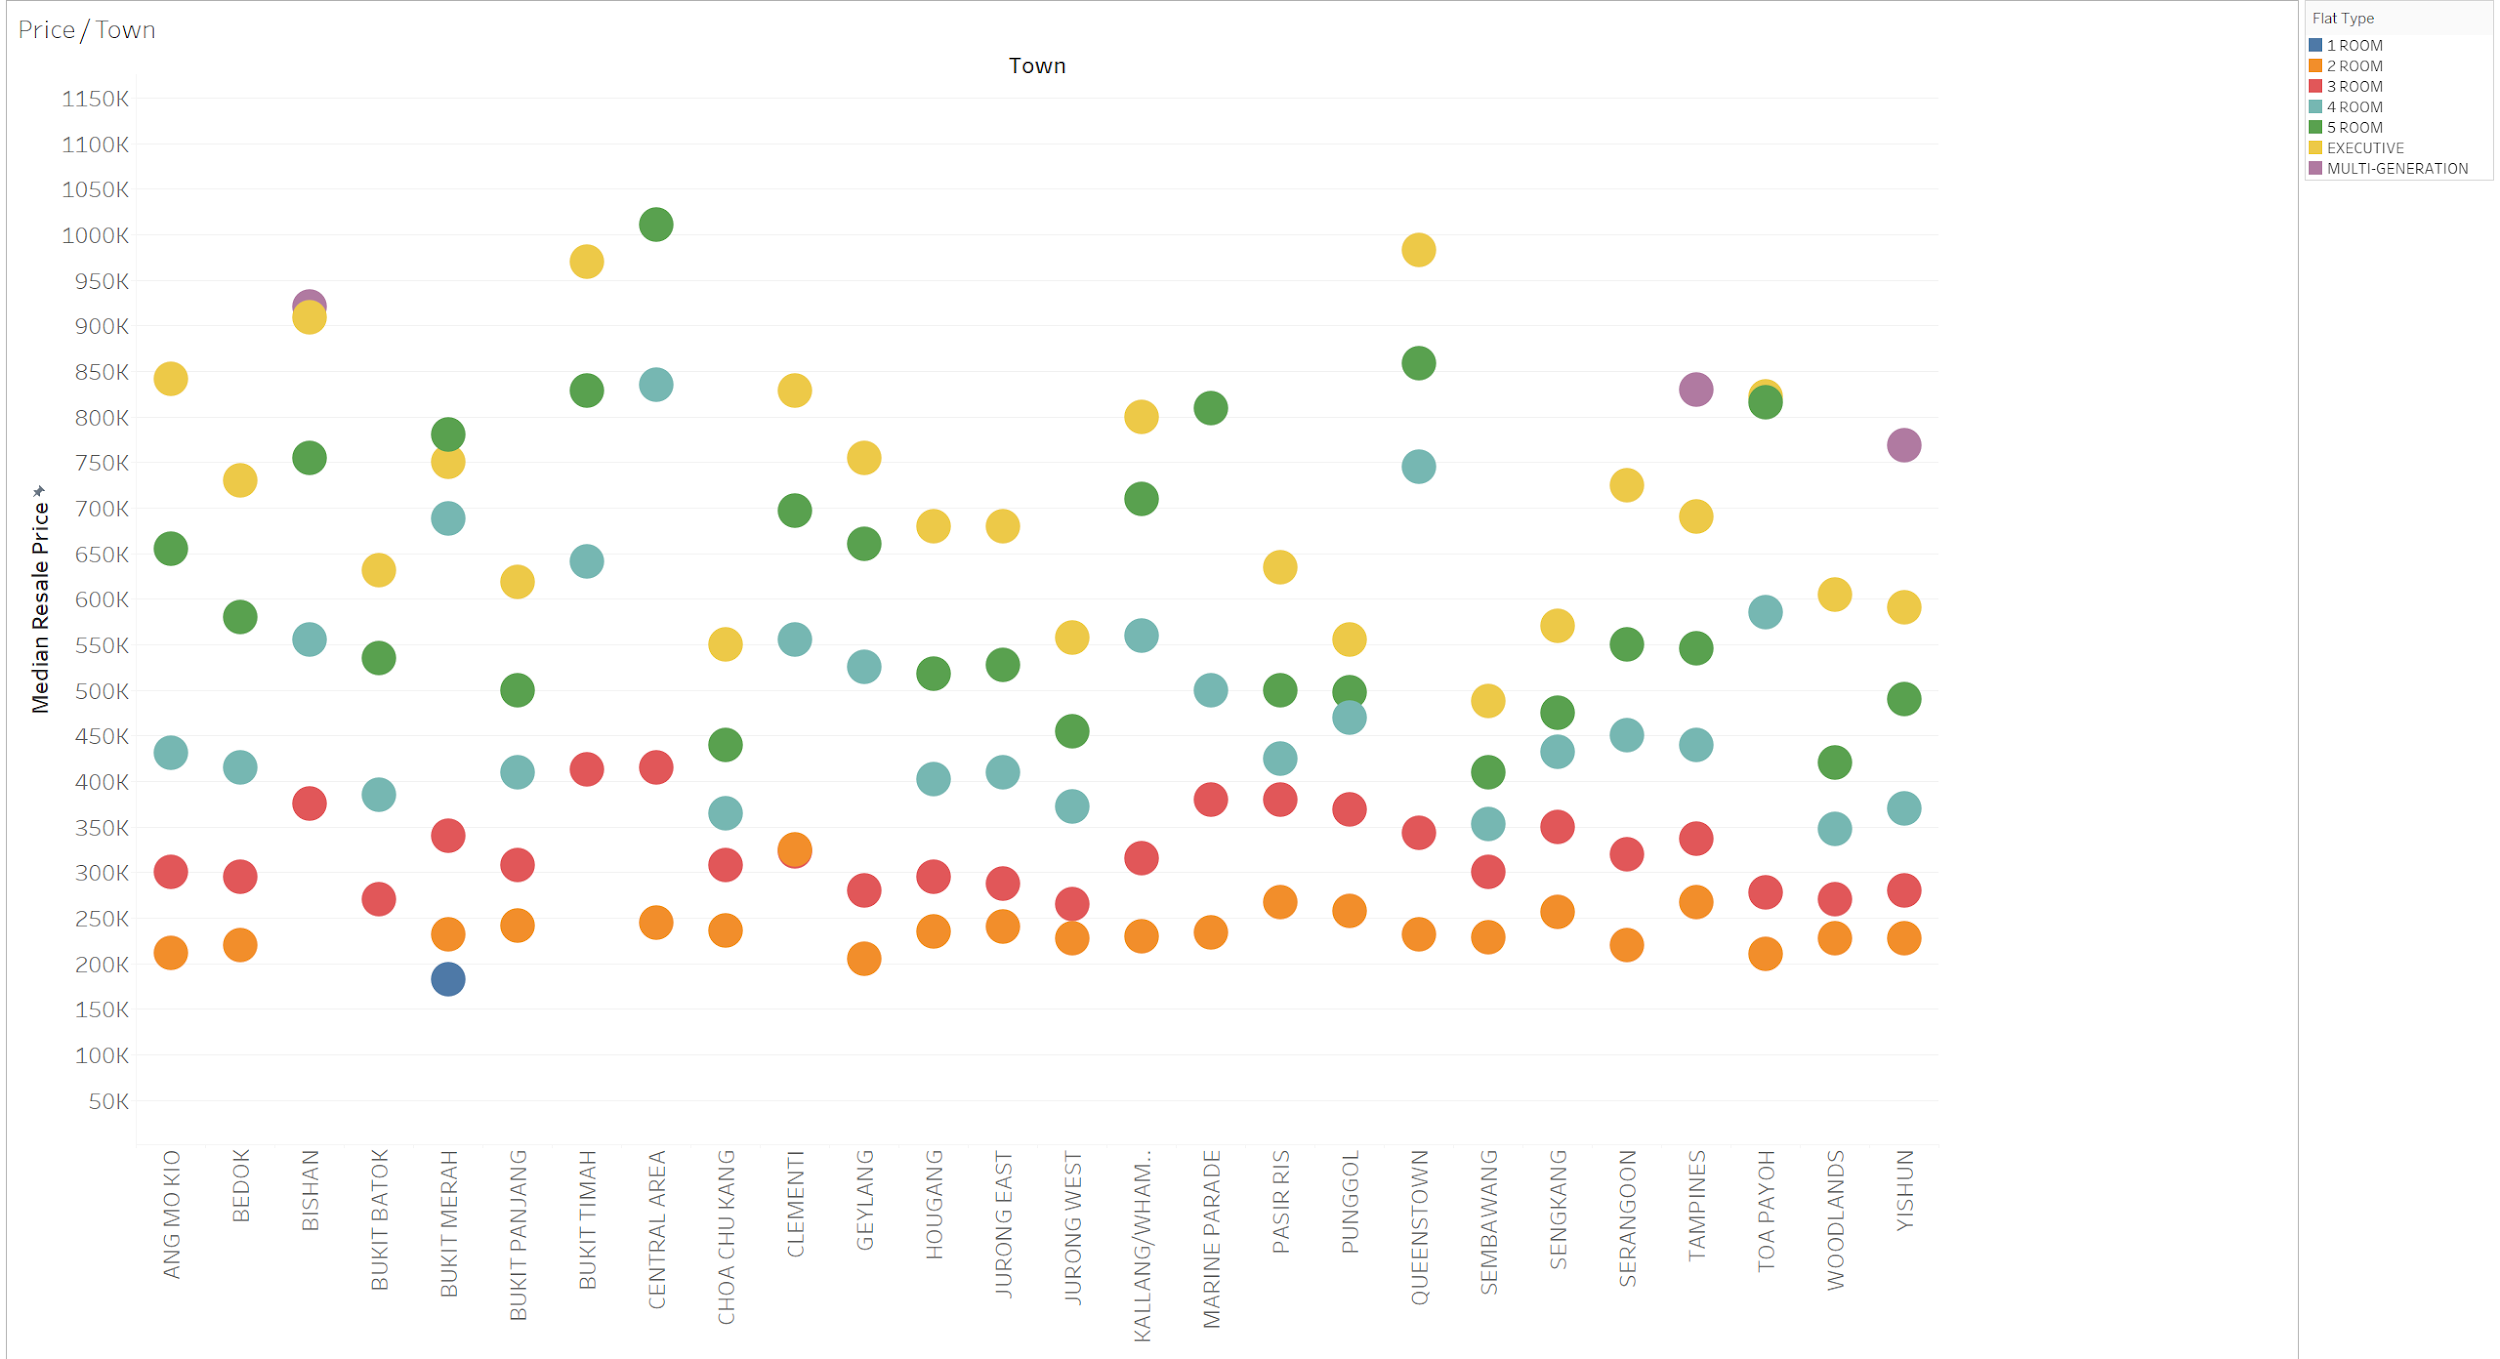 Price / Town
Town
Flat Type
1 ROOM
2 ROOM
3 ROOM
4 ROOM
5 ROOM
EXECUTIVE
MULTI-GENERATION
Median Resale Price
1150K
1100K
1050K
1000K
950K
900K
850K
800K
750K
700K
650K
600K
550K
500K
450K
400K
350K
300K
250K
200K
150K
100K
50K
ANG MO KIO
BEDOK
BISHAN
BUKIT BATOK
BUKIT MERAH
BUKIT PANJANG
BUKIT TIMAH
CENTRAL AREA
CHOA CHU KANG
CLEMENTI
GEYLANG
HOUGANG
JURONG EAST
JURONG WEST
KALLANG/WHAM..
MARINE PARADE
PASIR RIS
PUNGGOL
QUEENSTOWN
SEMBAWANG
SENGKANG
SERANGOON
TAMPINES
TOA PAYOH
WOODLANDS
YISHUN